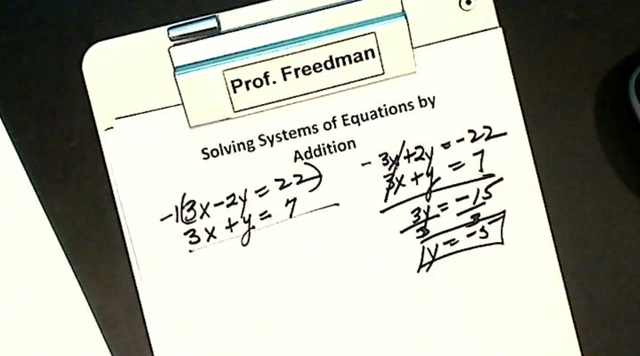 Prof. Freedman
Solving Systems of Equations by
Addition
-1(3x-2y=22)
3x+y=7
-3x+2y=-22
3x+y=7
3y=-15
3 3
y=-5